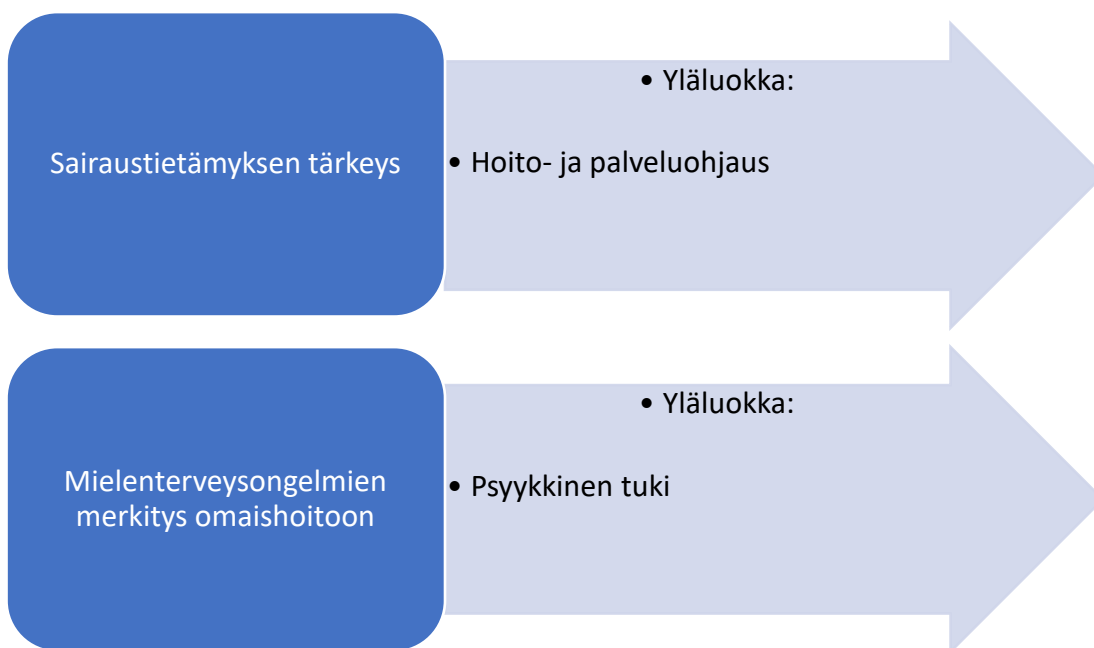 Sairaustietämyksen tärkeys
• Yläluokka:
• Hoito- ja palveluohjaus
Mielenterveysongelmien
merkitys omaishoitoon
• Yläluokka:
• Psyykkinen tuki